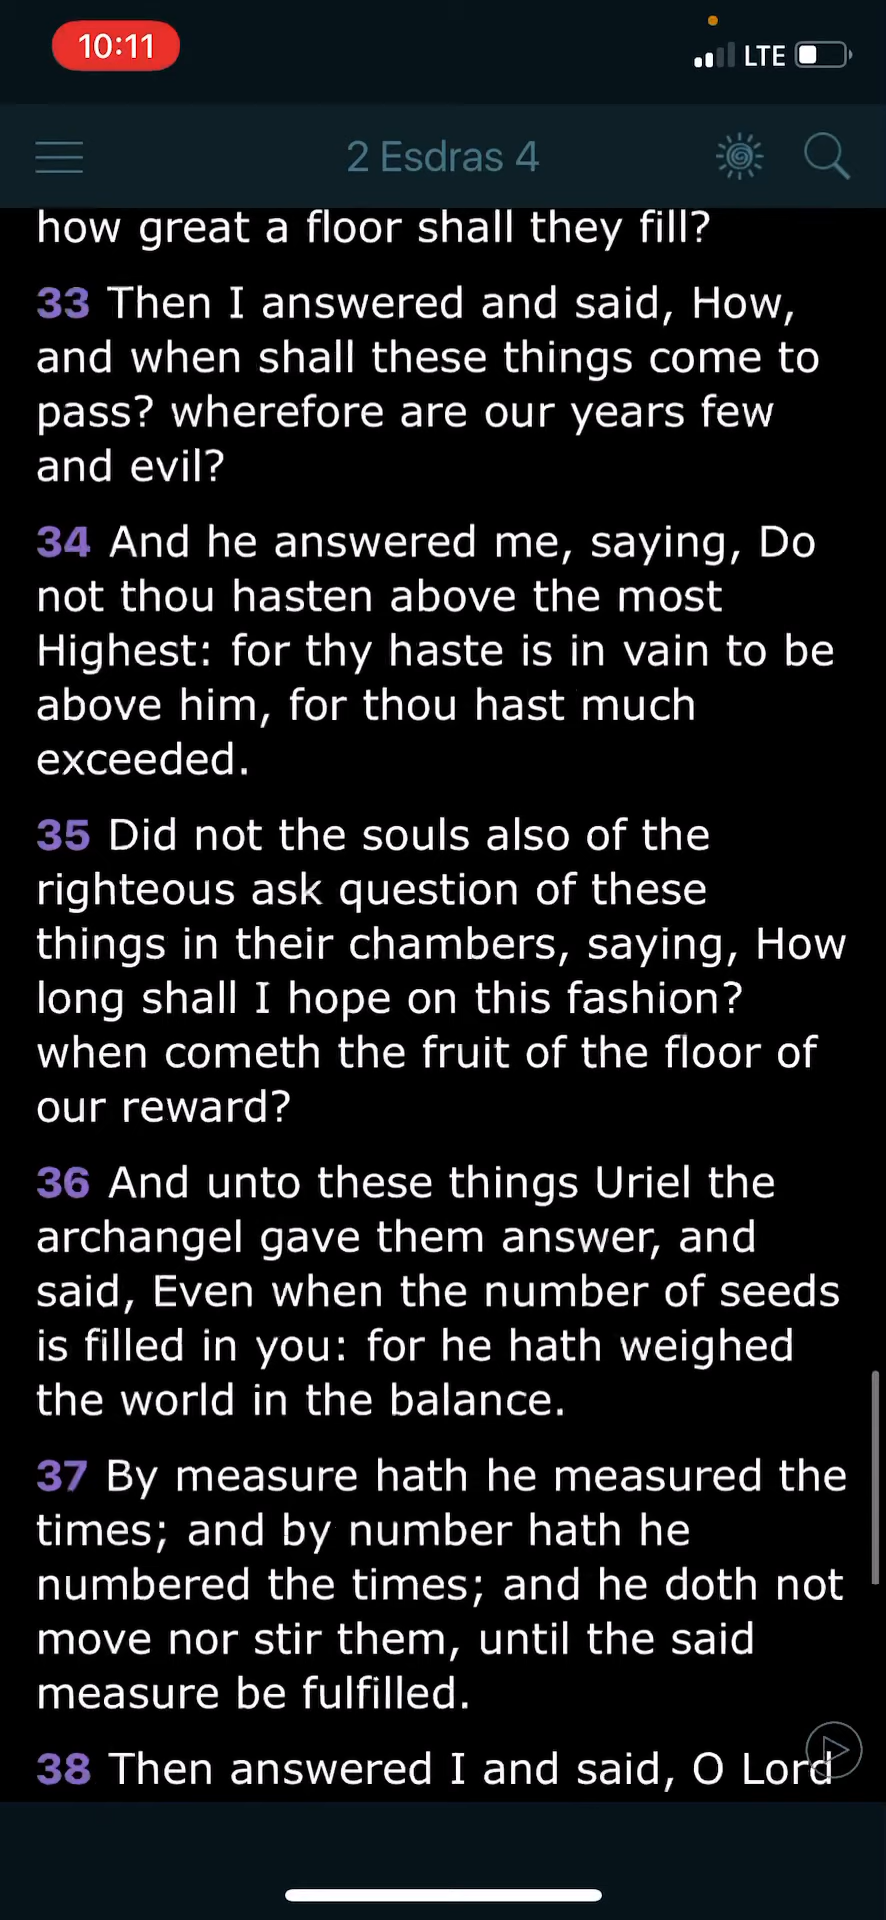 10:11
LTE
2 Esdras 4
how great a floor shall they fill?
33 Then I answered and said, How,
and when shall these things come to
pass? wherefore are our years few
and evil?
34 And he answered me, saying, Do
not thou hasten above the most
Highest: for thy haste is in vain to be
above him, for thou hast much
exceeded.
35 Did not the souls also of the
righteous ask question of these
things in their chambers, saying, How
long shall I hope on this fashion?
when cometh the fruit of the floor of
our reward?
36 And unto these things Uriel the
archangel gave them answer, and
said, Even when the number of seeds
is filled in you: for he hath weighed
the world in the balance.
37 By measure hath he measured the
times; and by number hath he
numbered the times; and he doth not
move nor stir them, until the said
measure be fulfilled.
38 Then answered I and said, O Lord